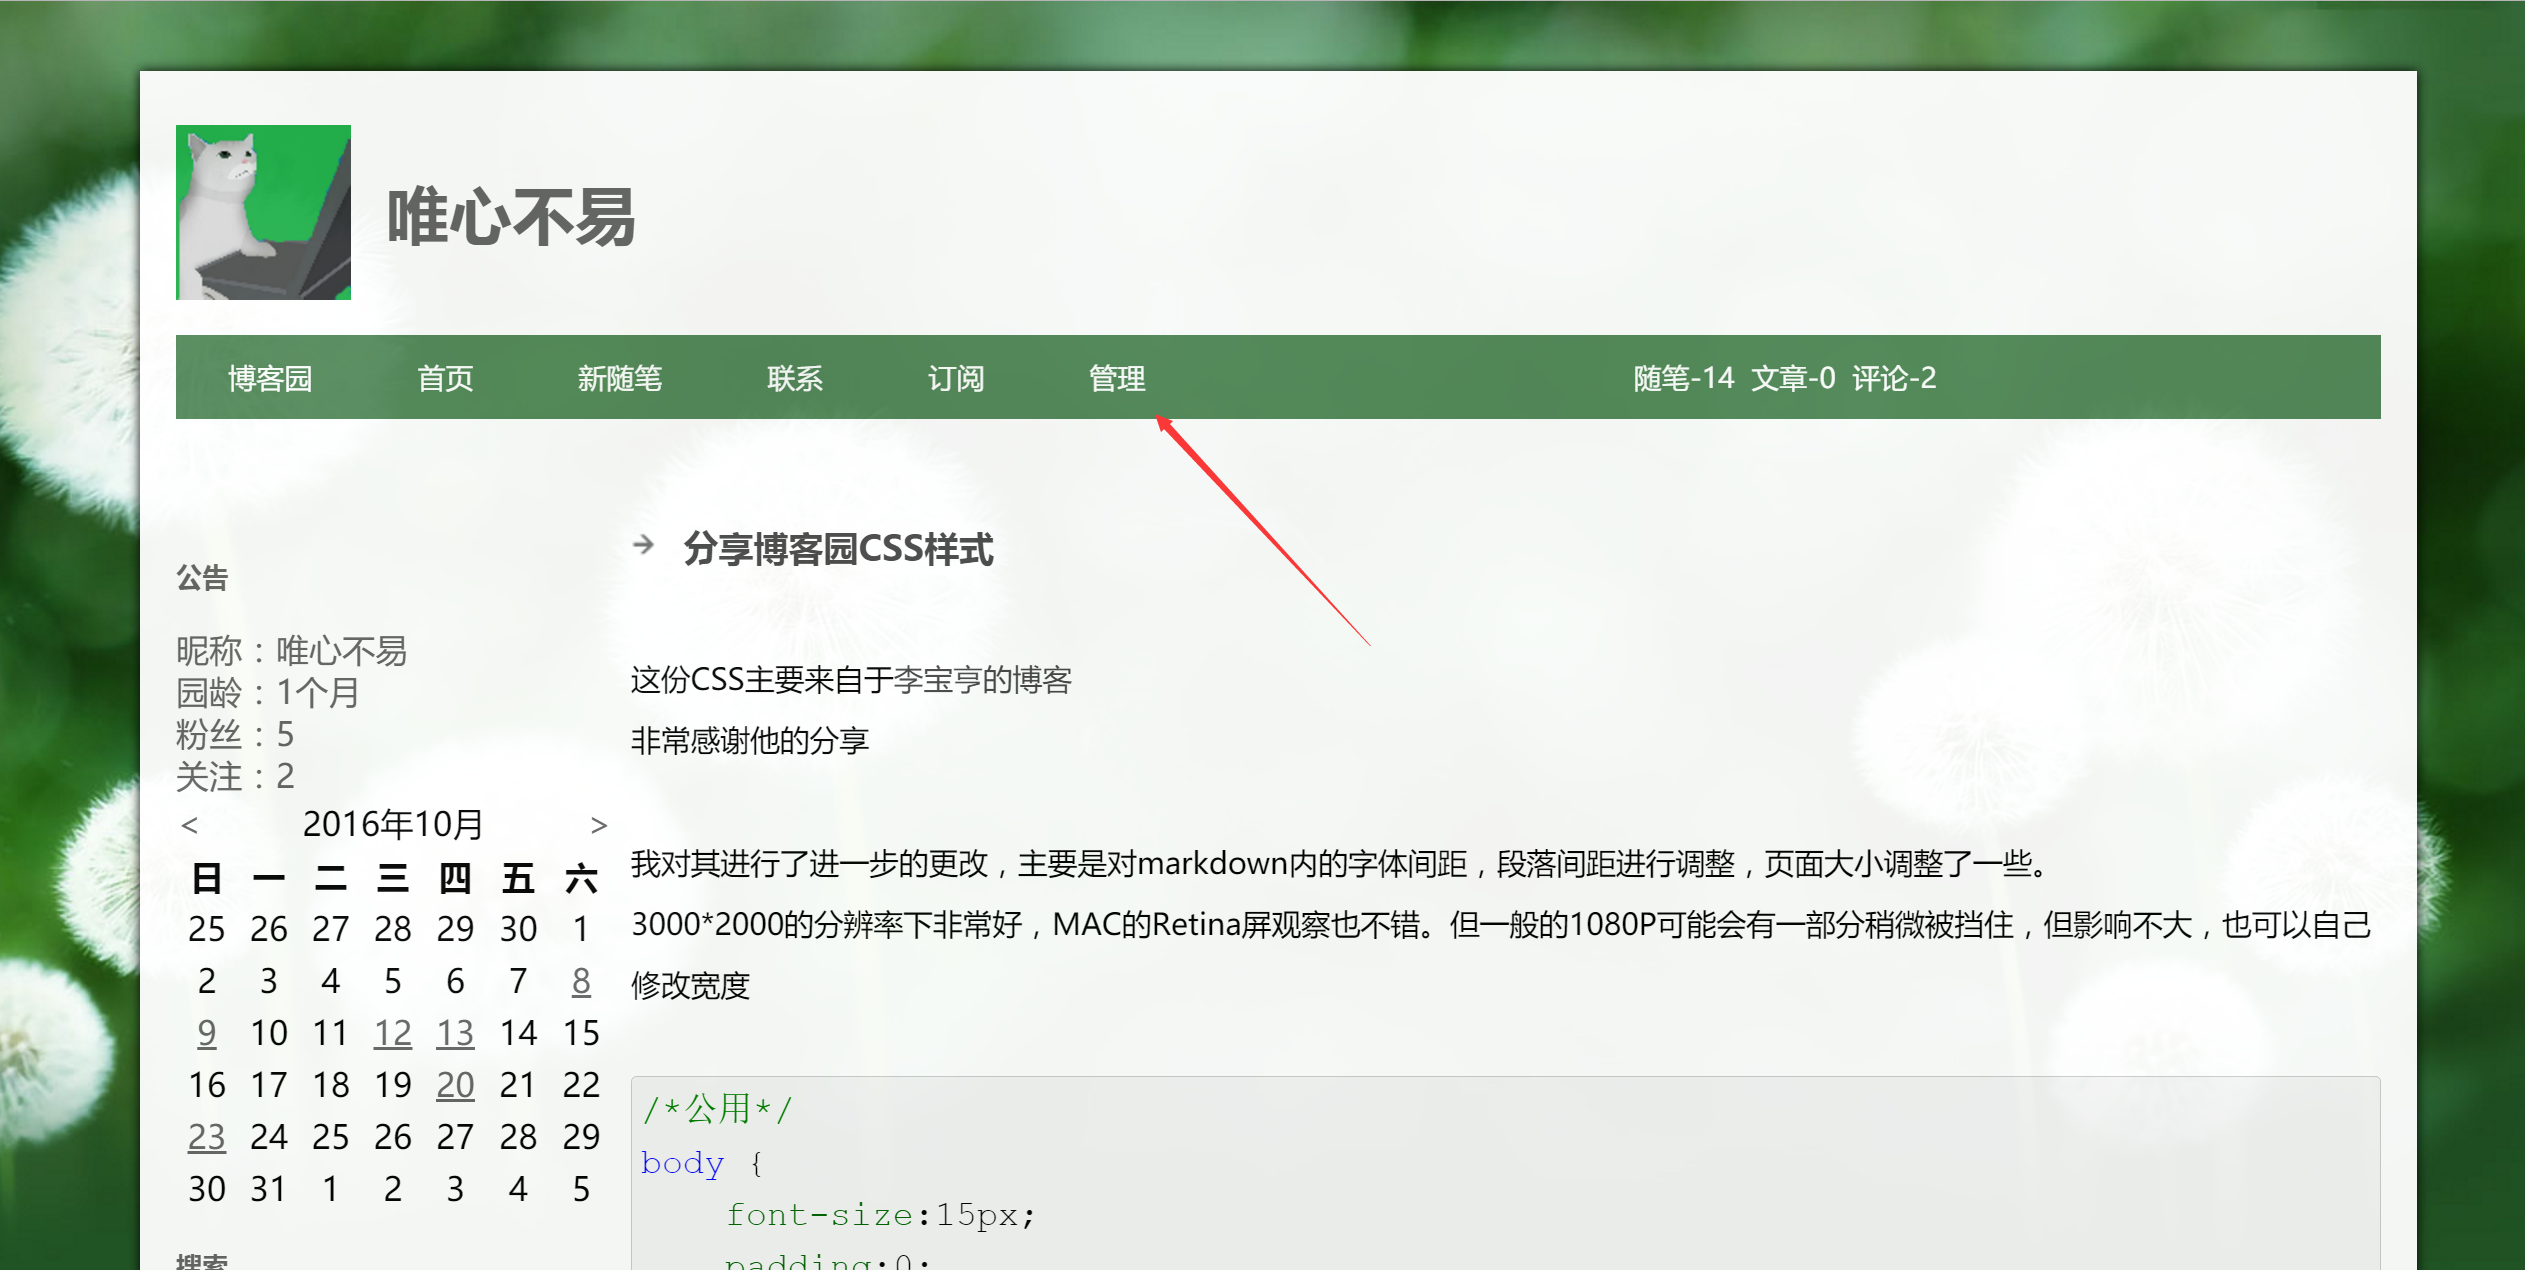 唯心不易
博客园 首页 新随笔 联系 订阅 管理 随笔-14 文章-0 评论-2
公告
昵称：唯心不易
园龄：1个月
粉丝：5
关注：2
< 2016年10月 >
日 一 二 三 四 五 六
25 26 27 28 29 30 1
2 3 4 5 6 7 8
9 10 11 12 13 14 15
16 17 18 19 20 21 22
23 24 25 26 27 28 29
30 31 1 2 3 4 5
搜索
分享博客园CSS样式
这份CSS主要来自于李宝亨的博客
非常感谢他的分享
我对其进行了进一步的更改，主要是对markdown内的字体间距，段落间距进行调整，页面大小调整了一些。
3000*2000的分辨率下非常好，MAC的Retina屏观察也不错。但一般的1080P可能会有一部分稍微被挡住，但影响不大，也可以自己
修改宽度
/*公用*/
body {
font-size:15px;
padding:0;